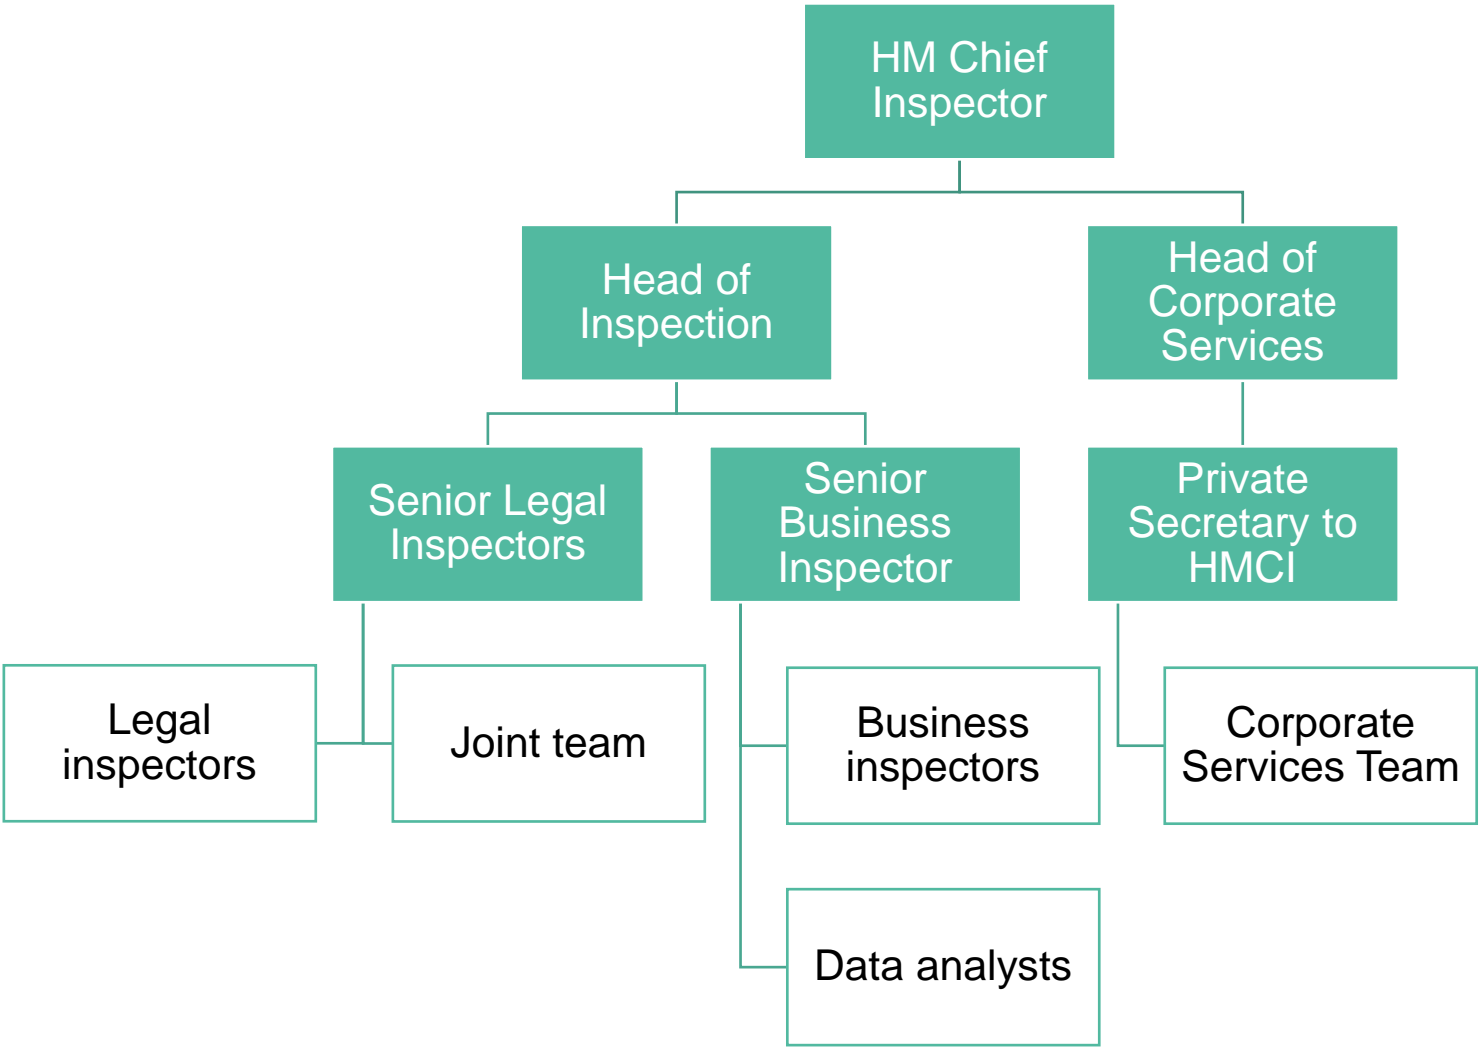 HM Chief
Inspector
Head of
Inspection
Head of
Corporate
Services
Senior Legal
Inspectors
Senior
Business
Inspector
Private
Secretary to
HMCI
Legal
inspectors
Joint team
Business
inspectors
Corporate
Services Team
Data analysts